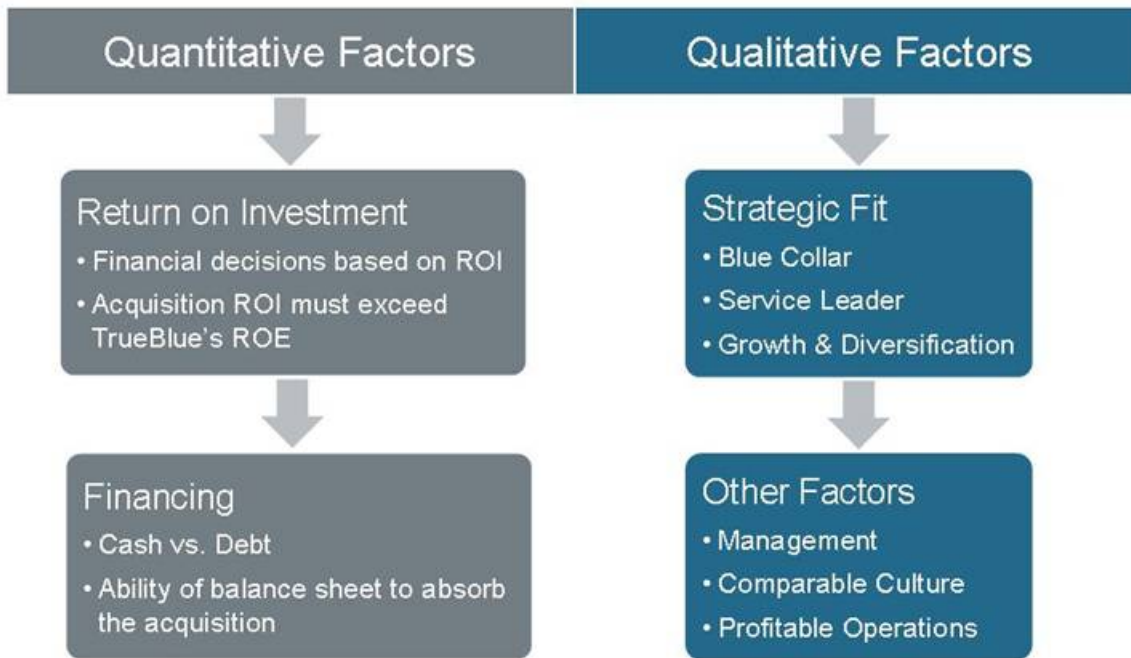 Quantitative Factors
Qualitative Factors
Return on Investment
• Financial decisions based on ROI
• Acquisition ROI must exceed
TrueBlue's ROE
Financing
• Cash vs. Debt
• Ability of balance sheet to absorb
the acquisition
Strategic Fit
• Blue Collar
• Service Leader
• Growth & Diversification
Other Factors
• Management
• Comparable Culture
• Profitable Operations